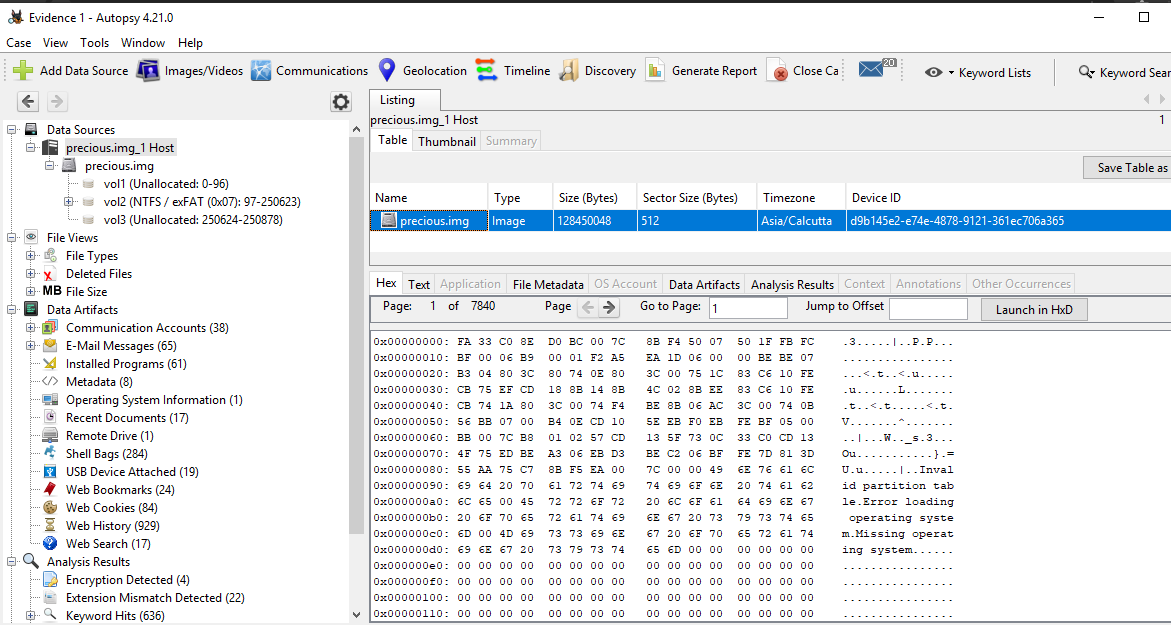 Evidence 1 - Autopsy 4.21.0
Case View Tools Window Help
Add Data Source Images/Videos Communications Geolocation Timeline Discovery Generate Report Close Ca 20 Keyword Lists Keyword Sear
Data Sources
precious.img_1 Host
precious.img
vol1 (Unallocated: 0-96)
vol2 (NTFS / exFAT (0x07): 97-250623)
vol3 (Unallocated: 250624-250878)
File Views
File Types
Deleted Files
MB File Size
Data Artifacts
Communication Accounts (38)
E-Mail Messages (65)
Installed Programs (61)
Metadata (8)
Operating System Information (1)
Recent Documents (17)
Remote Drive (1)
Shell Bags (284)
USB Device Attached (19)
Web Bookmarks (24)
Web Cookies (84)
Web History (929)
Web Search (17)
Analysis Results
Encryption Detected (4)
Extension Mismatch Detected (22)
Keyword Hits (636)
Listing
precious.img_1 Host 1
Table Thumbnail Summary
Save Table as
Name Type Size (Bytes) Sector Size (Bytes) Timezone Device ID
precious.img Image 128450048 512 Asia/Calcutta d9b145e2-e74e-4878-9121-361ec706a365
Hex Text Application File Metadata OS Account Data Artifacts Analysis Results Context Annotations Other Occurrences
Page: 1 of 7840 Page Go to Page: 1 Jump to Offset Launch in HxD
0x00000000: FA 33 C0 8E D0 BC 00 7C 8B F4 50 07 50 1F FB FC .3.....|..P.P...
0x00000010: BF 00 06 B9 00 01 F2 A5 EA 1D 06 00 00 BE BE 07 ................
0x00000020: B3 04 80 3C 80 74 0E 80 3C 00 75 1C 83 C6 10 FE ...<.t..<.u.....
0x00000030: CB 75 EF CD 18 8B 14 8B 4C 02 8B EE 83 C6 10 FE .u......L.......
0x00000040: CB 74 1A 80 3C 00 74 F4 BE 8B 06 AC 3C 00 74 0B .t..<.t.....<.t.
0x00000050: 56 BB 07 00 B4 0E CD 10 5E EB F0 EB FE BF 05 00 V.......^.......
0x00000060: BB 00 7C B8 01 02 57 CD 13 5F 73 0C 33 C0 CD 13 ..|...W.._s.3...
0x00000070: 4F 75 ED BE A3 06 EB D3 BE C2 06 BF FE 7D 81 3D Ou...........}.=
0x00000080: 55 AA 75 C7 8B F5 EA 00 7C 00 00 49 6E 76 61 6C U.u.....|..Inval
0x00000090: 69 64 20 70 61 72 74 69 74 69 6F 6E 20 74 61 62 id partition tab
0x000000a0: 6C 65 00 45 72 72 6F 72 20 6C 6F 61 64 69 6E 67 le.Error loading
0x000000b0: 20 6F 70 65 72 61 74 69 6E 67 20 73 79 73 74 65 operating syste
0x000000c0: 6D 00 4D 69 73 73 69 6E 67 20 6F 70 65 72 61 74 m.Missing operat
0x000000d0: 69 6E 67 20 73 79 73 74 65 6D 00 00 00 00 00 00 ing system......
0x000000e0: 00 00 00 00 00 00 00 00 00 00 00 00 00 00 00 00 ................
0x000000f0: 00 00 00 00 00 00 00 00 00 00 00 00 00 00 00 00 ................
0x00000100: 00 00 00 00 00 00 00 00 00 00 00 00 00 00 00 00 ................
0x00000110: 00 00 00 00 00 00 00 00 00 00 00 00 00 00 00 00 ................